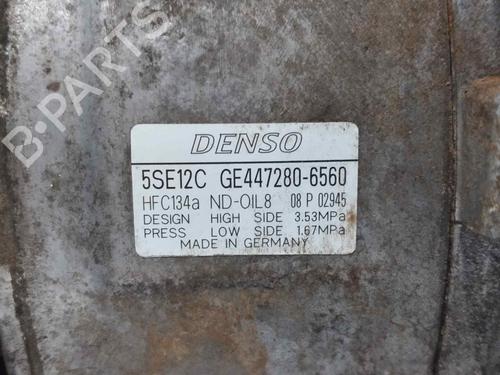 B-PARTS
DENSO
5SE12C GE447280-6560
HFC134a ND-OIL8 08 P 02945
DESIGN HIGH SIDE 3.53MPa
PRESS LOW SIDE 1.67MPa
MADE IN GERMANY